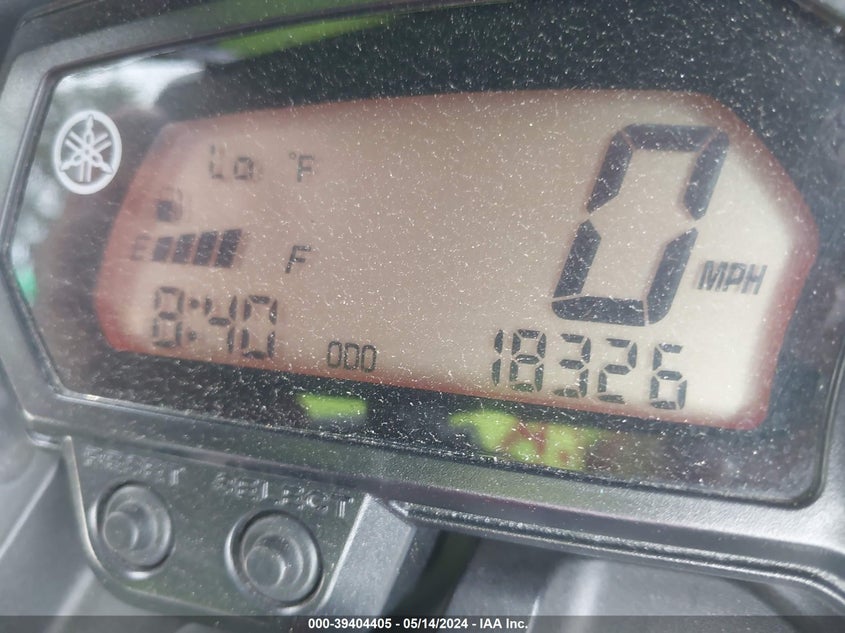 Lo °F
0
E F
MPH
8:40 ODO 18326
RESET SELECT
000-39404405 - 05/14/2024 - IAA Inc.